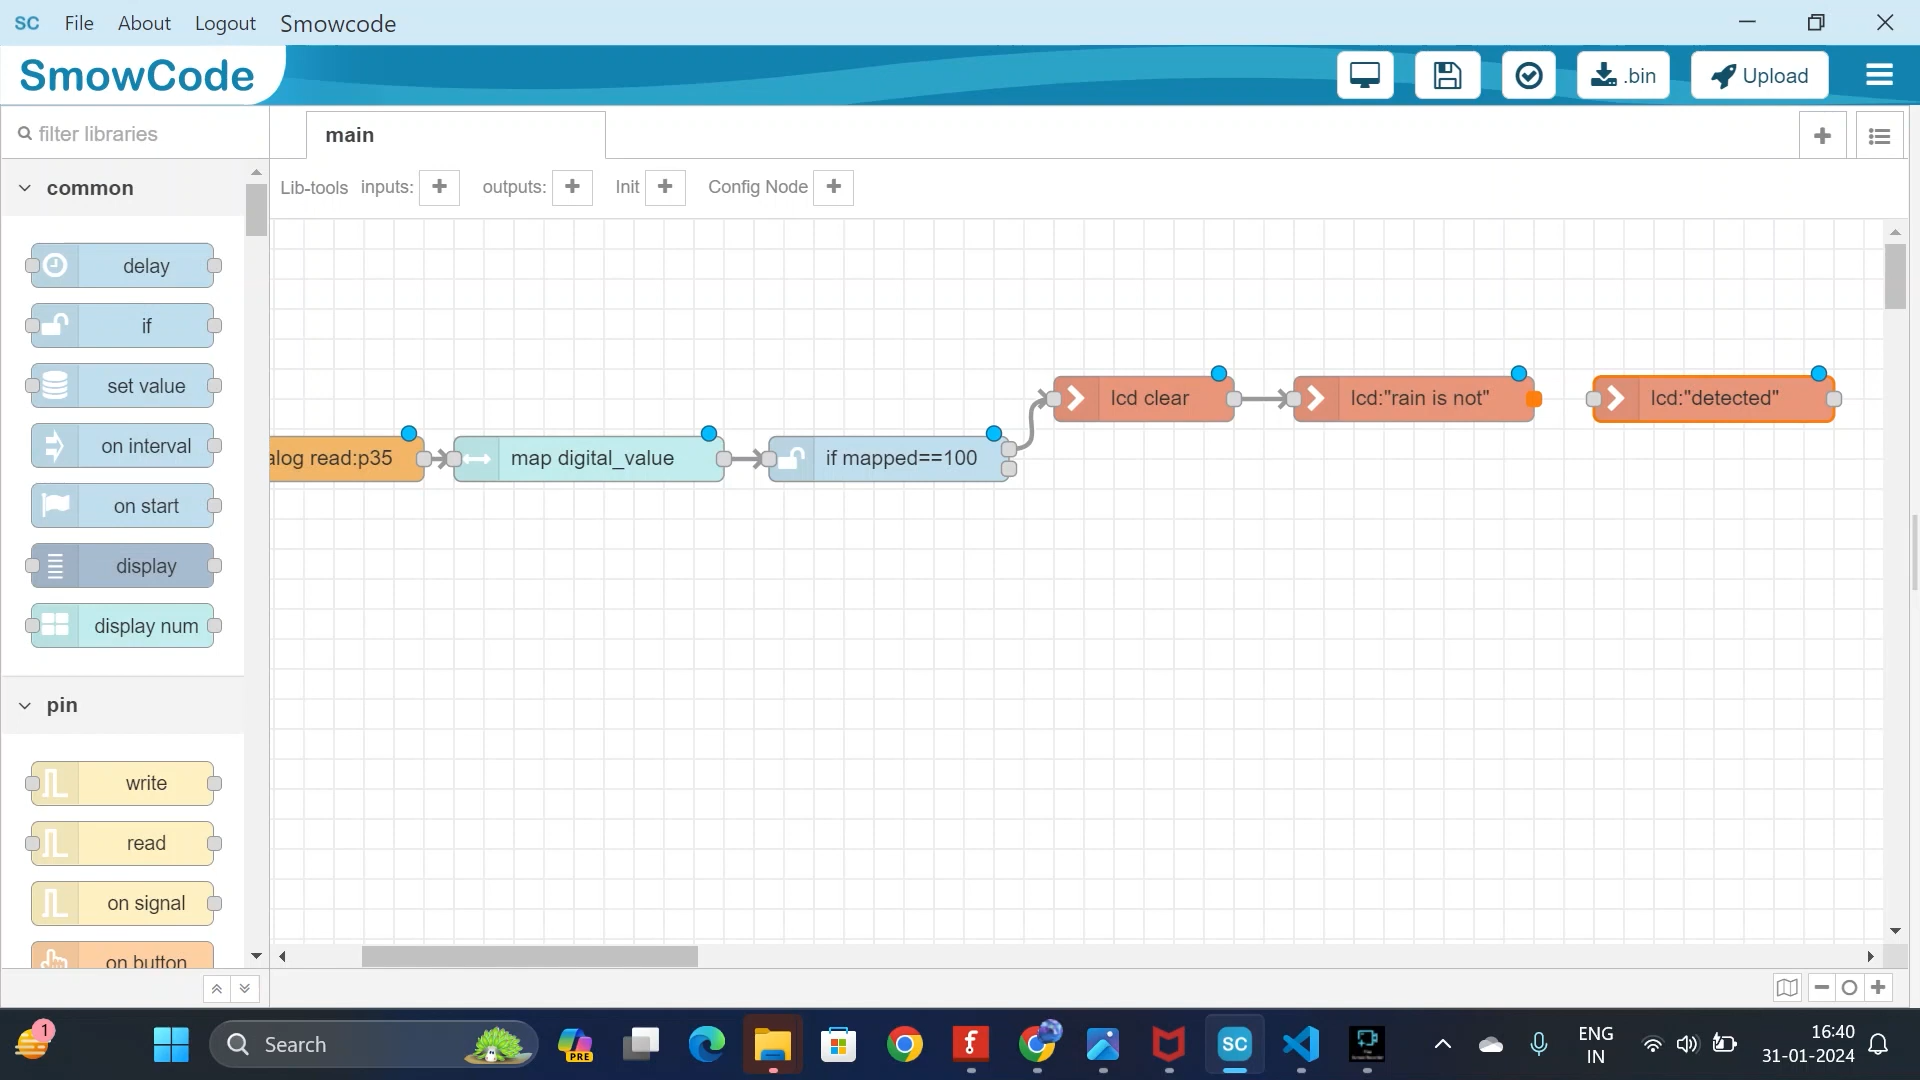 SC File About Logout Smowcode
SmowCode
.bin
Upload
filter libraries
main
common
Lib-tools inputs: outputs: Init Config Node
delay
if
set value
on interval
on start
display
display num
alog read:p35
map digital_value
if mapped==100
lcd clear
lcd:"rain is not"
lcd:"detected"
pin
write
read
on signal
on button
1
Search
PRE
SC
ENG
IN
16:40
31-01-2024